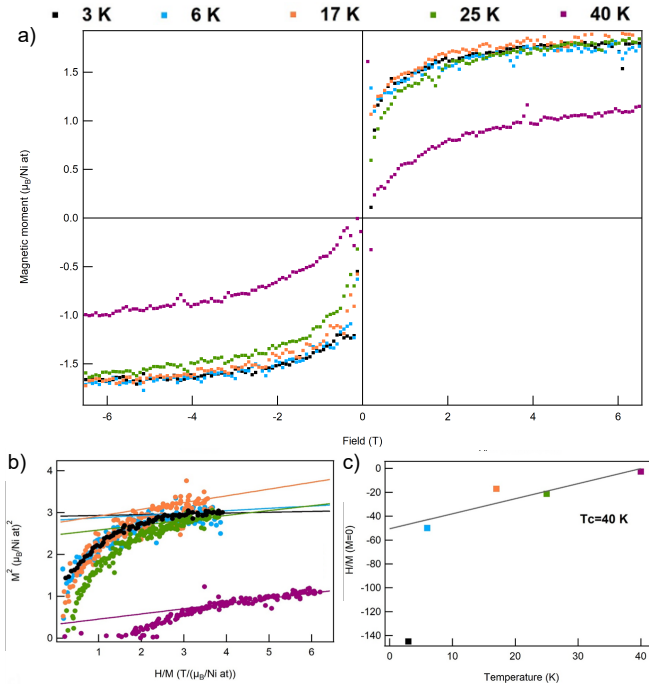 3 K 6 K 17 K 25 K 40 K
a)
Magnetic moment (μB/Ni at)
1.5
1.0
0.5
0.0
-0.5
-1.0
-1.5
-6 -4 -2 0 2 4 6
Field (T)
b)
M² (μB/Ni at)²
4
3
2
1
0
1 2 3 4 5 6
H/M (T/(μB/Ni at))
c)
H/M (M=0)
0
-20
-40
-60
-80
-100
-120
-140
Tc=40 K
0 10 20 30 40
Temperature (K)